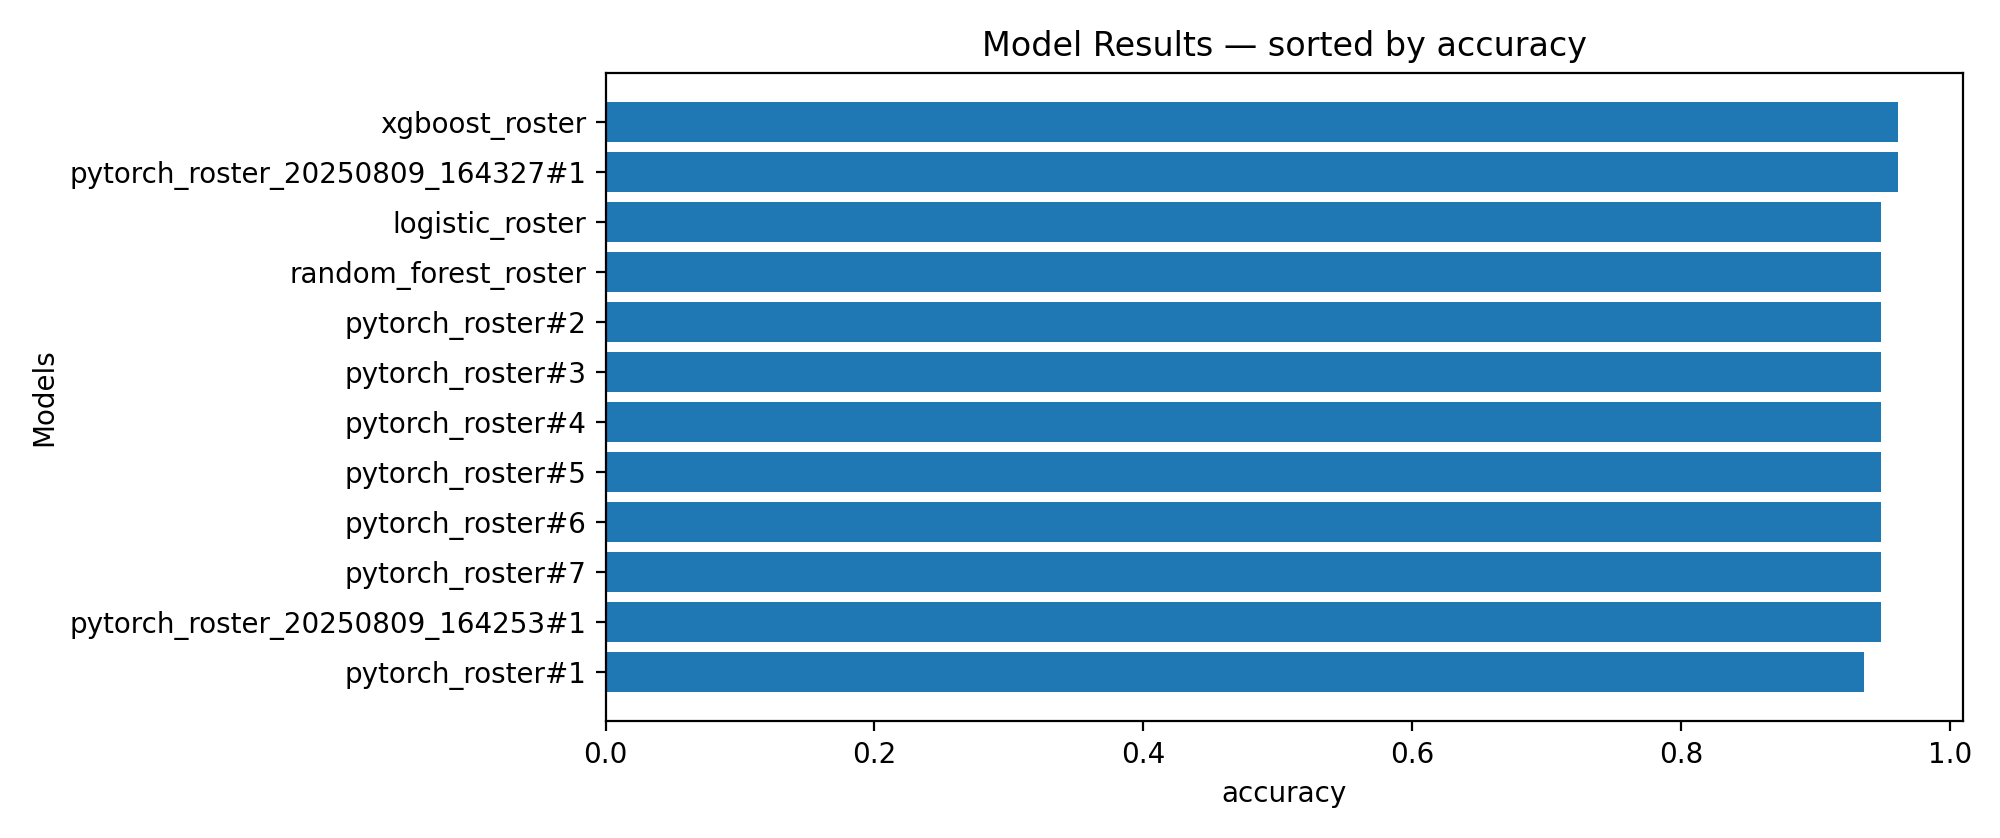 Model Results — sorted by accuracy
xgboost_roster
pytorch_roster_20250809_164327#1
logistic_roster
random_forest_roster
pytorch_roster#2
pytorch_roster#3
pytorch_roster#4
pytorch_roster#5
pytorch_roster#6
pytorch_roster#7
pytorch_roster_20250809_164253#1
pytorch_roster#1
Models
0.0 0.2 0.4 0.6 0.8 1.0
accuracy